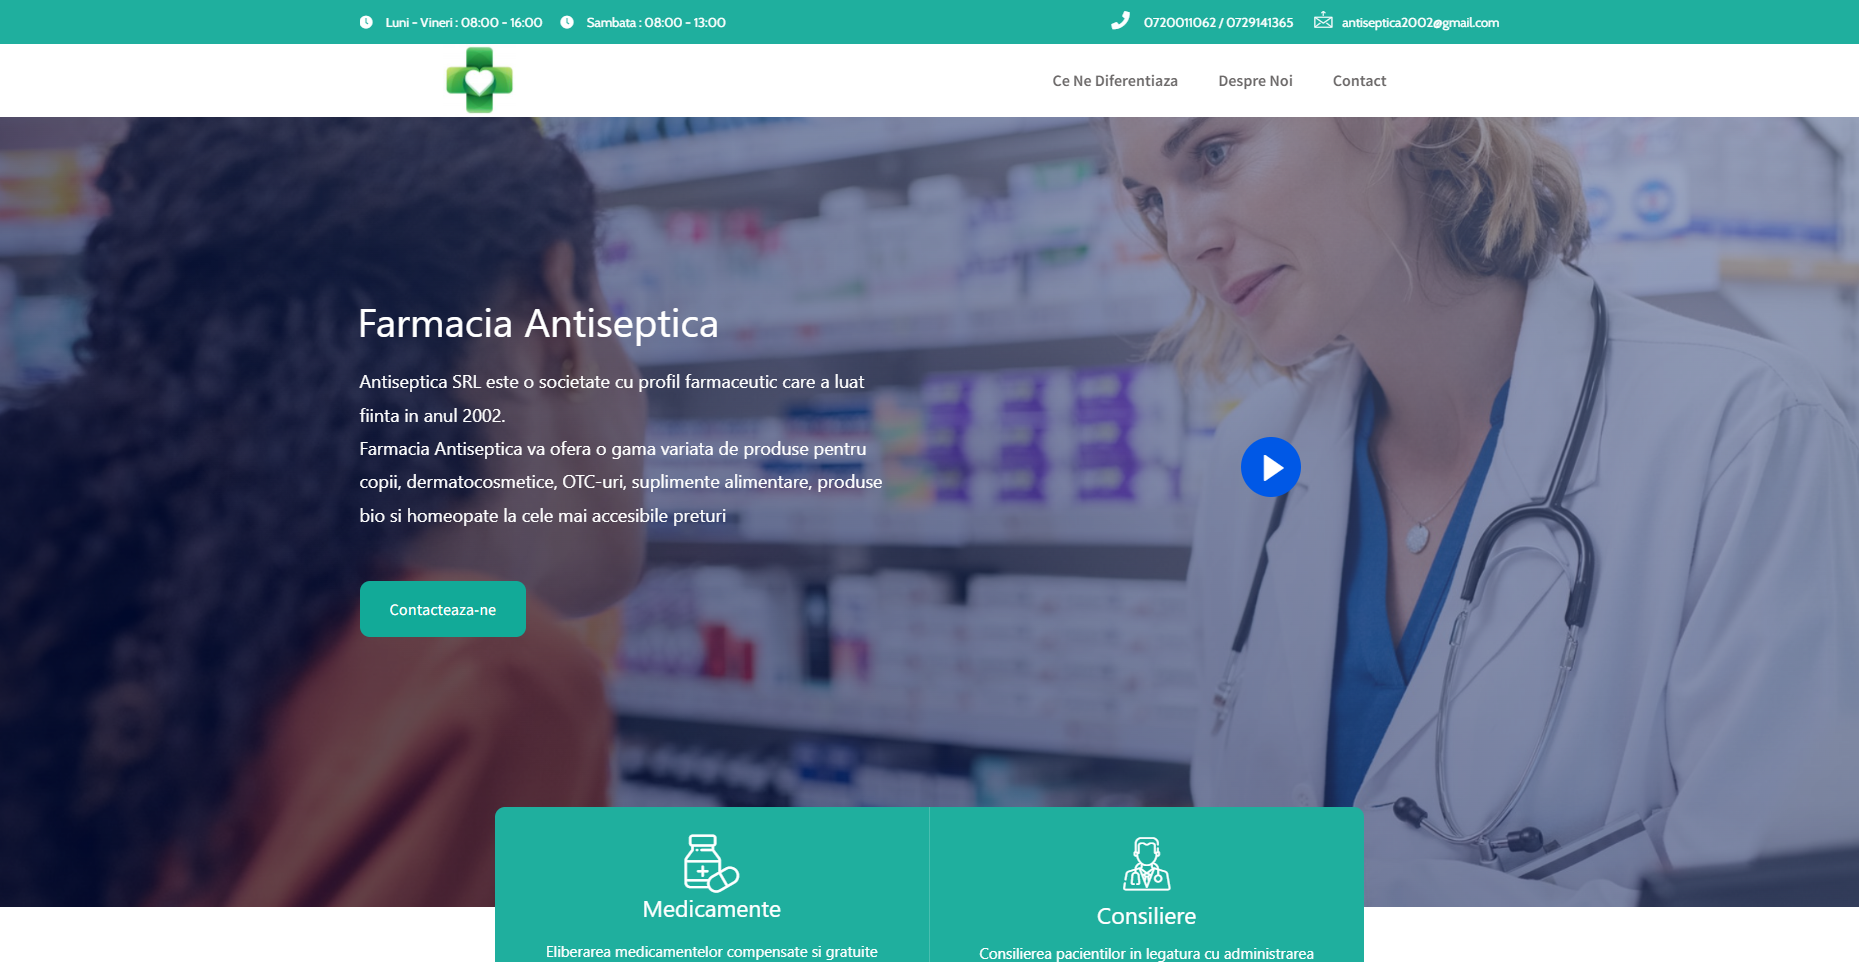 Luni - Vineri : 08:00 - 16:00 Sambata : 08:00 - 13:00 0720011062 / 0729141365 antiseptica2002@gmail.com
Ce Ne Diferentiaza Despre Noi Contact
Farmacia Antiseptica
Antiseptica SRL este o societate cu profil farmaceutic care a luat
fiinta in anul 2002.
Farmacia Antiseptica va ofera o gama variata de produse pentru
copii, dermatocosmetice, OTC-uri, suplimente alimentare, produse
bio si homeopate la cele mai accesibile preturi
Contacteaza-ne
Medicamente
Eliberarea medicamentelor compensate si gratuite
Consiliere
Consilierea pacientilor in legatura cu administrarea